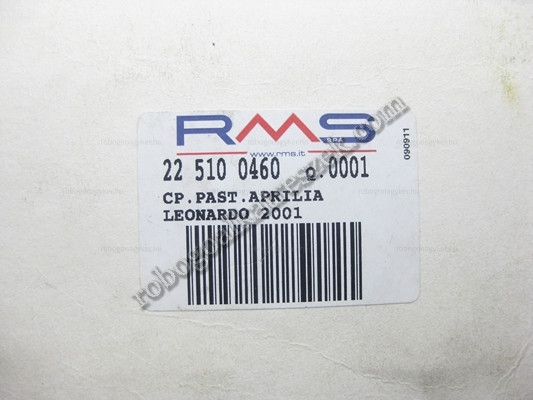 RMS
S.P.A.
www.rms.it
090911
22 510 0460 Q.0001
CP.PAST.APRILIA
LEONARDO 2001